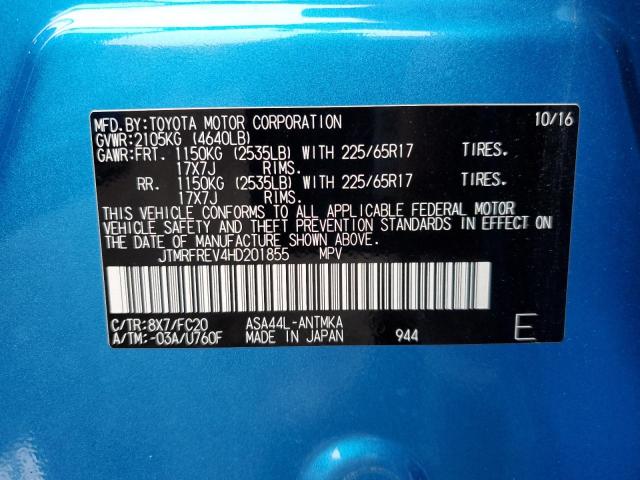 MFD.BY:TOYOTA MOTOR CORPORATION 10/16
GVWR:2105KG (4640LB)
GAWR:FRT. 1150KG (2535LB) WITH 225/65R17 TIRES.
17X7J RIMS.
RR. 1150KG (2535LB) WITH 225/65R17 TIRES.
17X7J RIMS.
THIS VEHICLE CONFORMS TO ALL APPLICABLE FEDERAL MOTOR
VEHICLE SAFETY AND THEFT PREVENTION STANDARDS IN EFFECT ON
THE DATE OF MANUFACTURE SHOWN ABOVE.
JTMRFREV4HD201855 MPV
C/TR:8X7/FC20 ASA44L-ANTMKA
A/TM:-03A/U760F MADE IN JAPAN 944 E